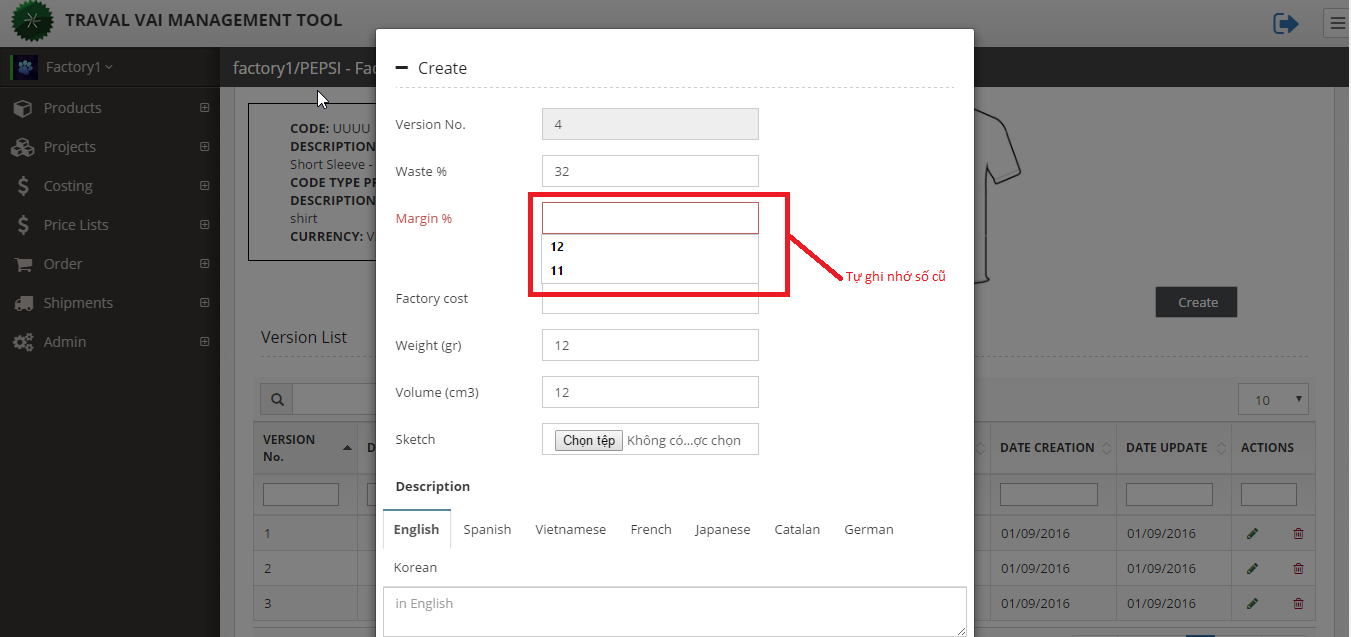 TRAVAL VAI MANAGEMENT TOOL
Factory1
factory1/PEPSI - Fac
Products
Projects
Costing
Price Lists
Order
Shipments
Admin
CODE: UUUU
DESCRIPTION
Short Sleeve -
CODE TYPE PR
DESCRIPTION
shirt
CURRENCY: V
Create
Version No.
4
Waste %
32
Margin %
12
11
Tự ghi nhớ số cũ
Factory cost
Weight (gr)
12
Volume (cm3)
12
Sketch
Chọn tệp Không có...ợc chọn
Description
English Spanish Vietnamese French Japanese Catalan German
Korean
in English
Create
Version List
10
VERSION No.
D
DATE CREATION
DATE UPDATE
ACTIONS
1 01/09/2016 01/09/2016
2 01/09/2016 01/09/2016
3 01/09/2016 01/09/2016